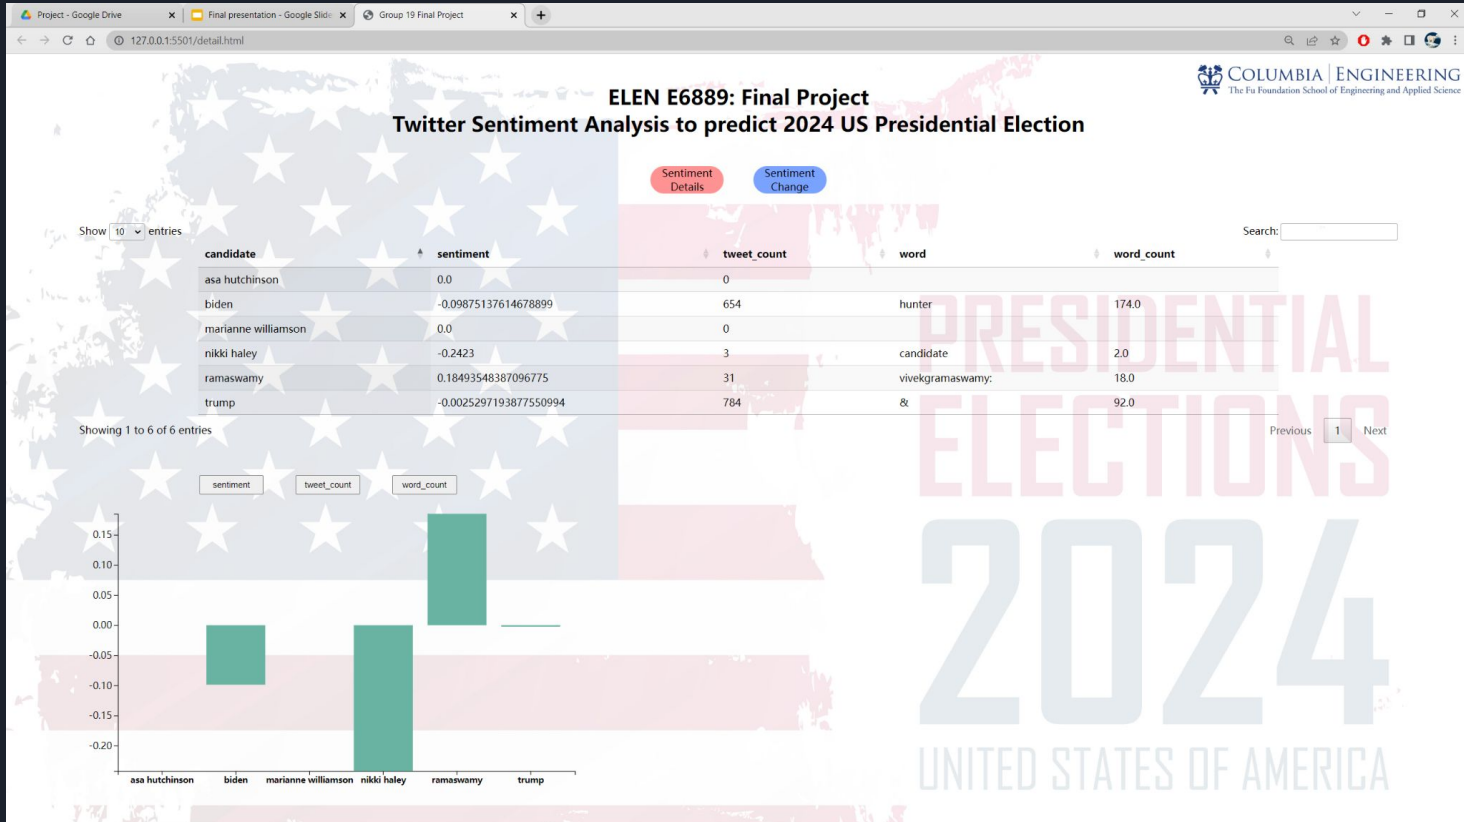 Project - Google Drive
Final presentation - Google Slide
Group 19 Final Project
127.0.0.1:5501/detail.html
COLUMBIA | ENGINEERING
The Fu Foundation School of Engineering and Applied Science
ELEN E6889: Final Project
Twitter Sentiment Analysis to predict 2024 US Presidential Election
Sentiment Details
Sentiment Change
Show 10 entries
Search:
candidate sentiment tweet_count word word_count
asa hutchinson 0.0 0
biden -0.09875137614678899 654 hunter 174.0
marianne williamson 0.0 0
nikki haley -0.2423 3 candidate 2.0
ramaswamy 0.18493548387096775 31 vivekgramaswamy: 18.0
trump -0.0025297193877550994 784 & 92.0
Showing 1 to 6 of 6 entries
Previous 1 Next
sentiment tweet_count word_count
0.15
0.10
0.05
0.00
-0.05
-0.10
-0.15
-0.20
asa hutchinson biden marianne williamson nikki haley ramaswamy trump
PRESIDENTIAL
ELECTIONS
2024
UNITED STATES OF AMERICA